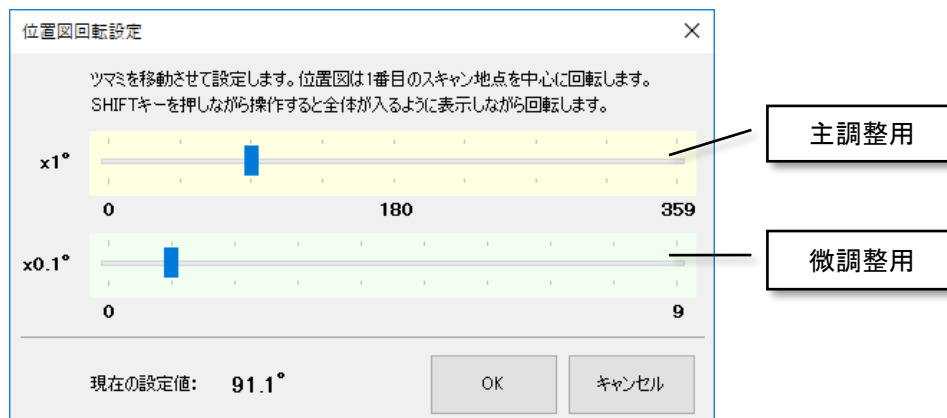 位置図回転設定
ツマミを移動させて設定します。位置図は1番目のスキャン地点を中心に回転します。
SHIFTキーを押しながら操作すると全体が入るように表示しながら回転します。
主調整用
x1°
0 180 359
微調整用
x0.1°
0 9
現在の設定値: 91.1° OK キャンセル